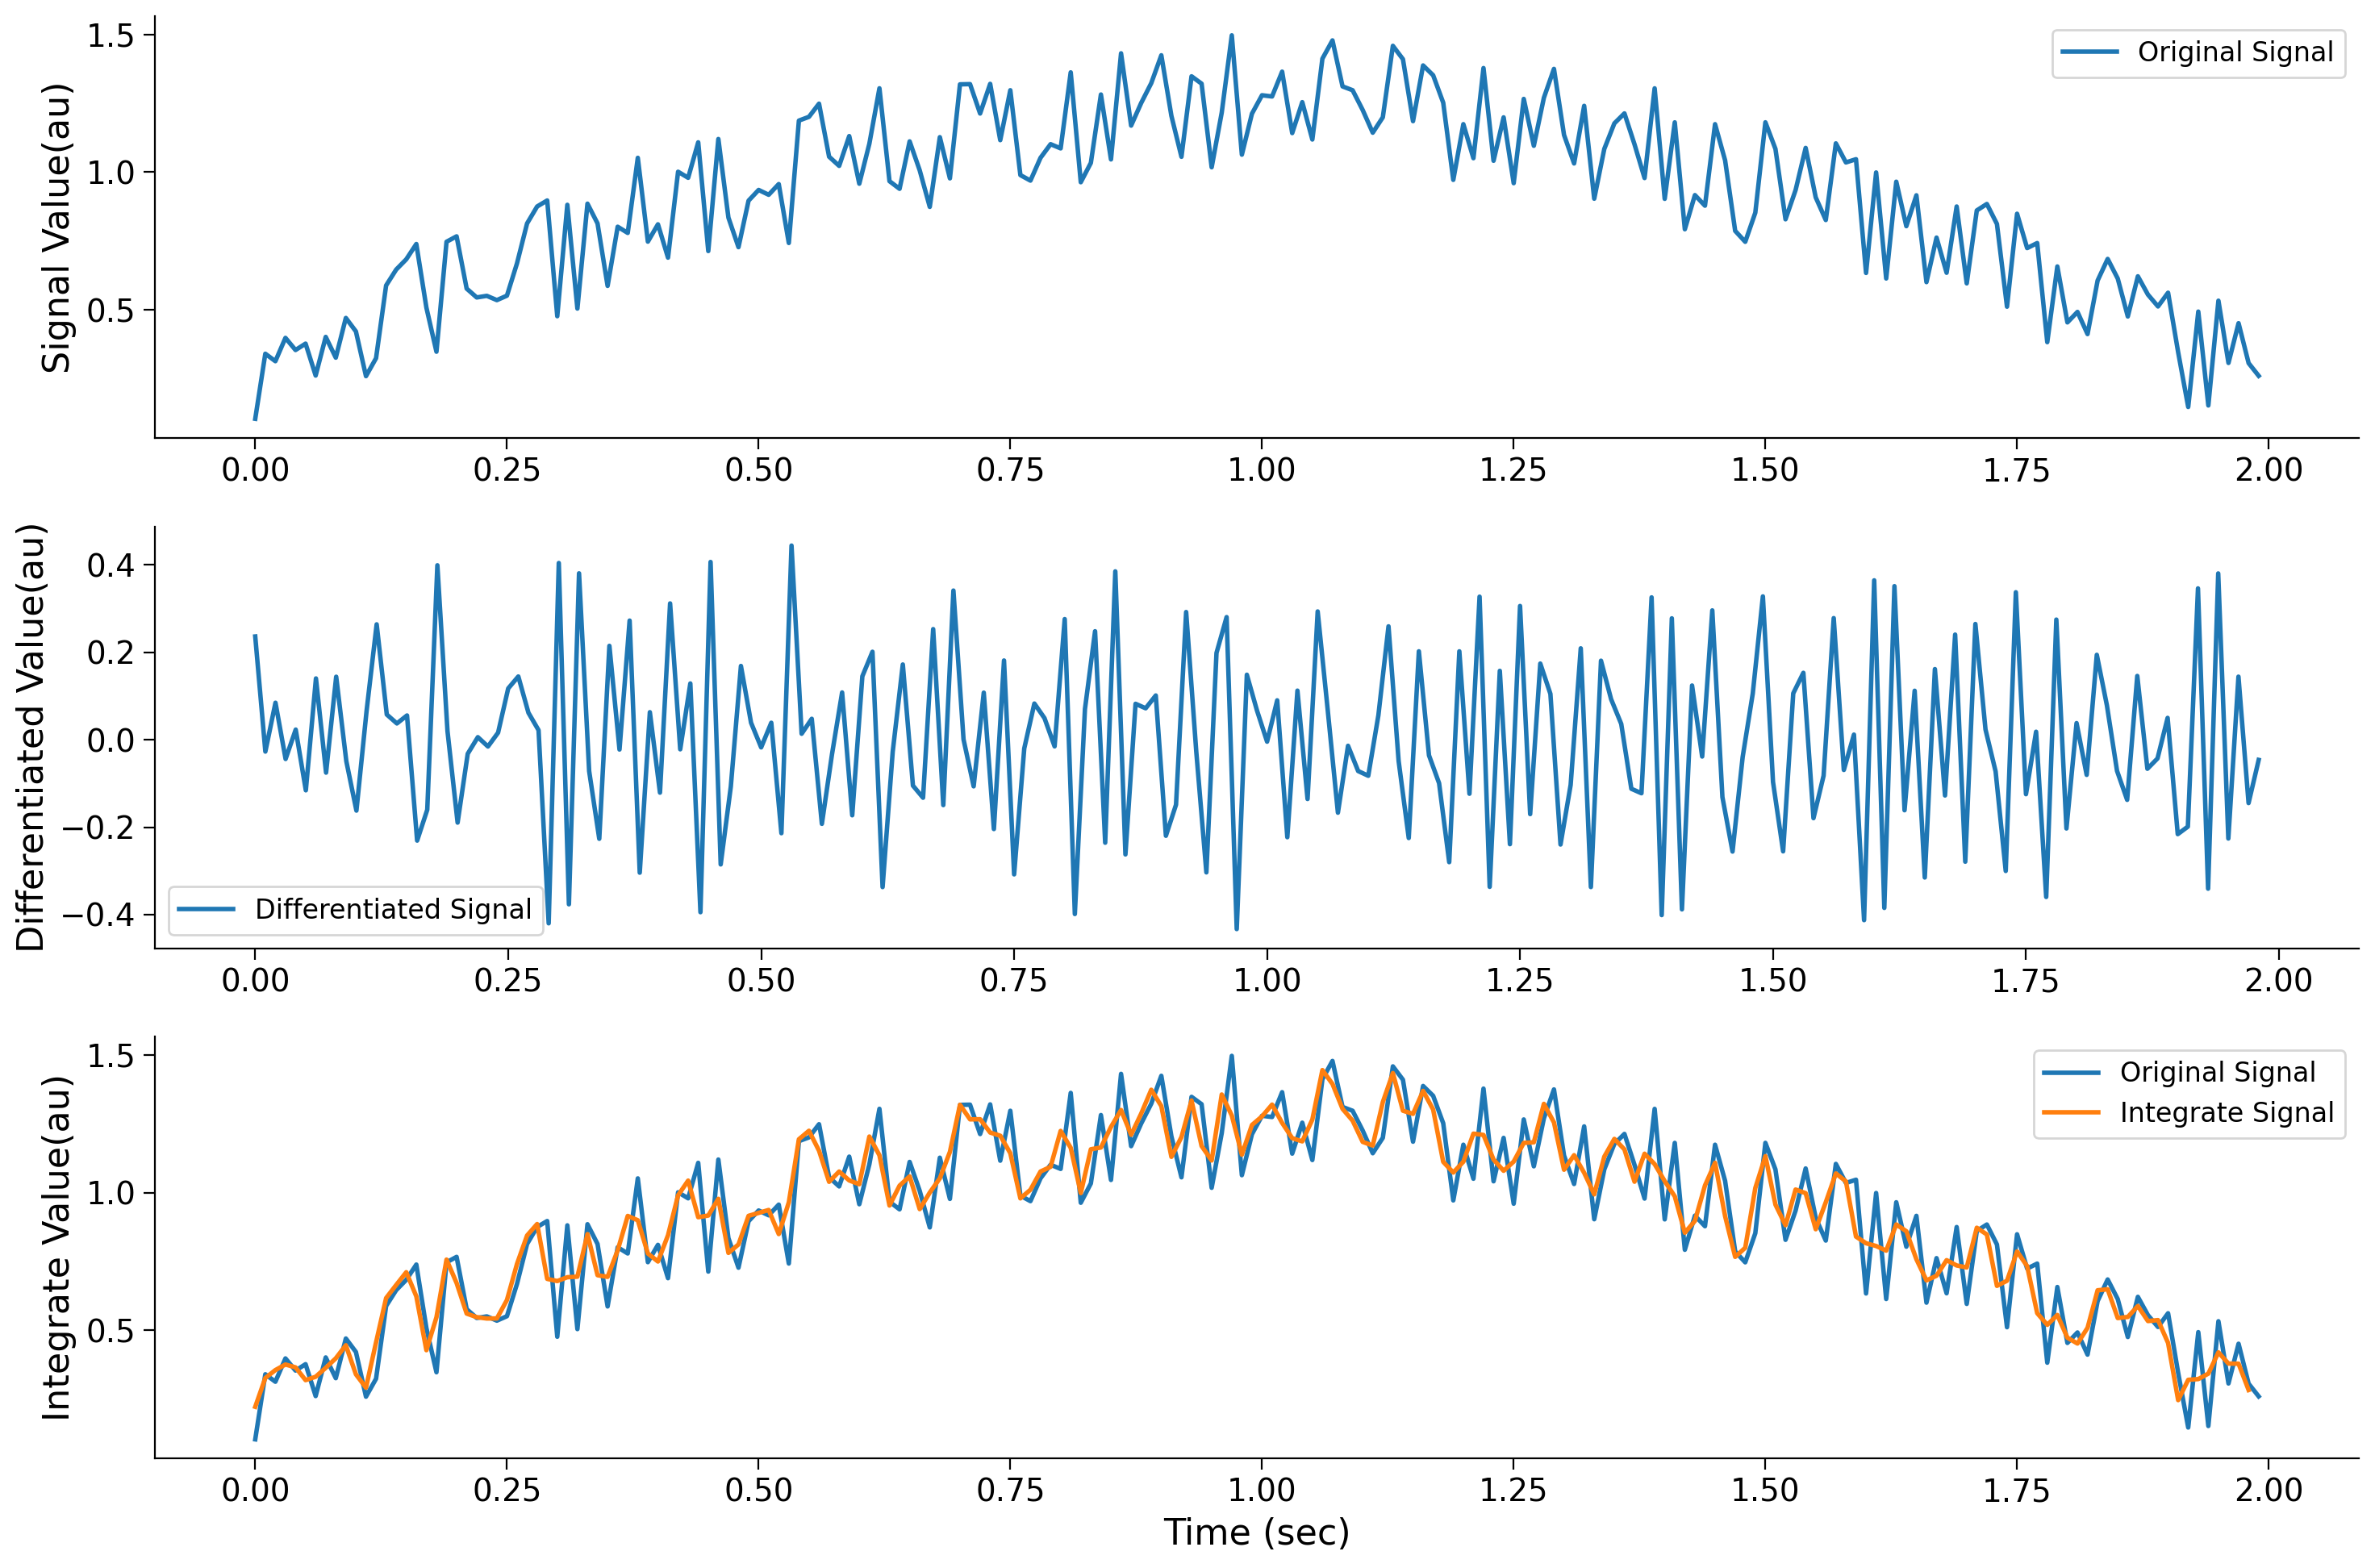 Signal Value(au)
1.5
1.0
0.5
Original Signal
0.00 0.25 0.50 0.75 1.00 1.25 1.50 1.75 2.00
Differentiated Value(au)
0.4
0.2
0.0
−0.2
−0.4
Differentiated Signal
0.00 0.25 0.50 0.75 1.00 1.25 1.50 1.75 2.00
Integrate Value(au)
1.5
1.0
0.5
Original Signal
Integrate Signal
0.00 0.25 0.50 0.75 1.00 1.25 1.50 1.75 2.00
Time (sec)